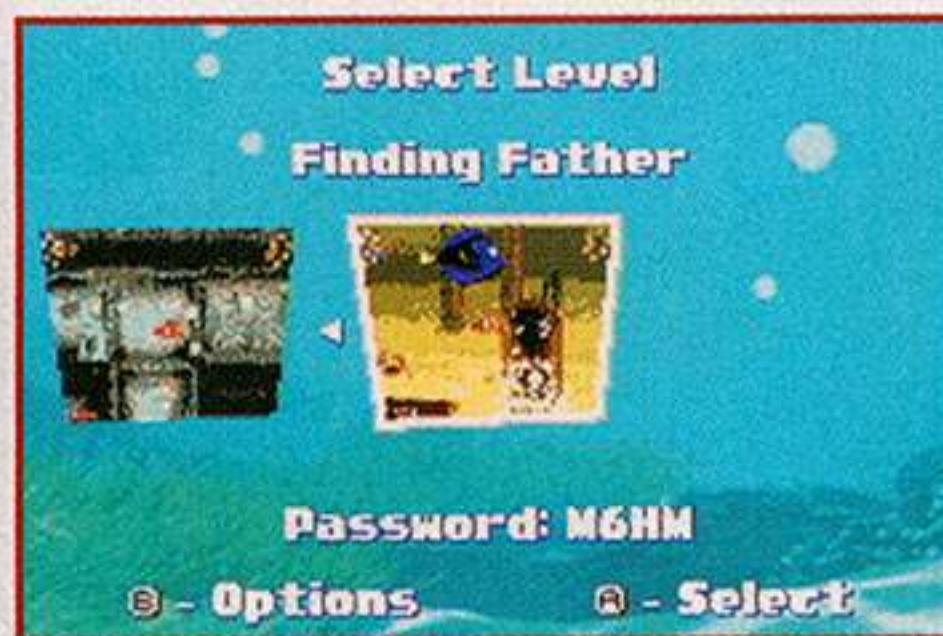 Select Level
Finding Father
Password: M6HM
B - Options A - Select